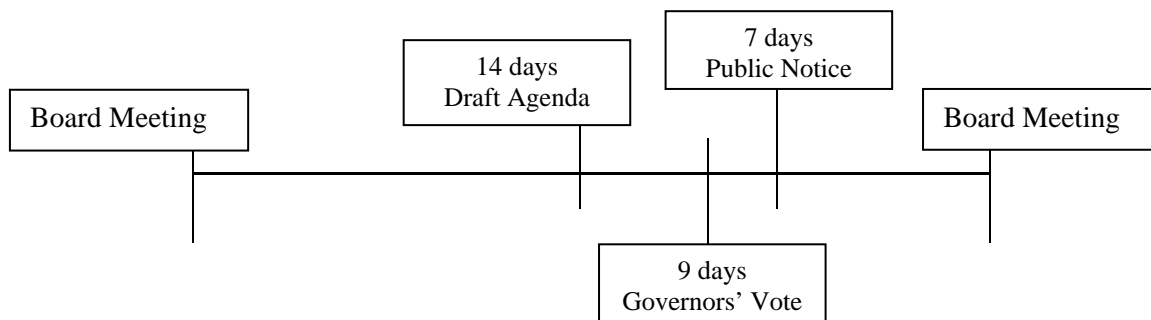 7 days
Public Notice
14 days
Draft Agenda
Board Meeting
Board Meeting
9 days
Governors’ Vote